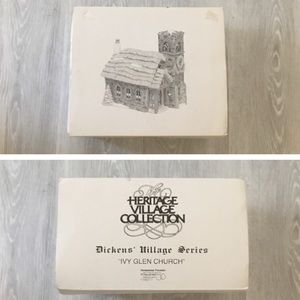 The
HERITAGE
VILLAGE
COLLECTION
Dickens' Village Series
"IVY GLEN CHURCH"